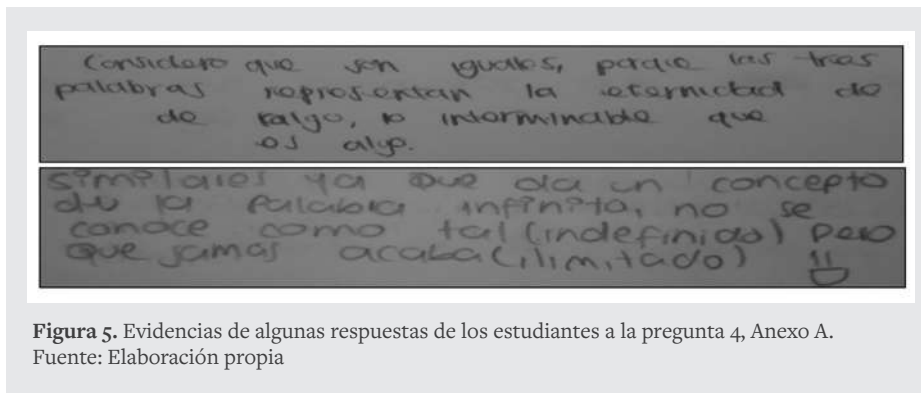 Considero que son iguales, porque las tres
palabras representan la eternidad de
de algo, lo interminable que
es algo.
Similares ya que da un concepto
de la palabra infinito, no se
conoce como tal (indefinido) pero
que jamas acaba (ilimitado)
Figura 5. Evidencias de algunas respuestas de los estudiantes a la pregunta 4, Anexo A.
Fuente: Elaboración propia